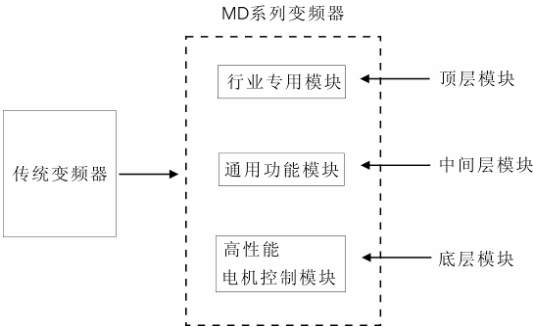 MD系列变频器
行业专用模块
顶层模块
传统变频器
通用功能模块
中间层模块
高性能
电机控制模块
底层模块